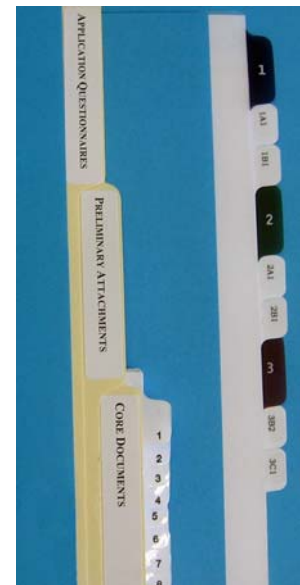 APPLICATION QUESTIONNAIRES
PRELIMINARY ATTACHMENTS
CORE DOCUMENTS
1
2
3
4
5
6
7
8
1
1A1
1B1
2
2A1
2B1
3
3B2
3C1